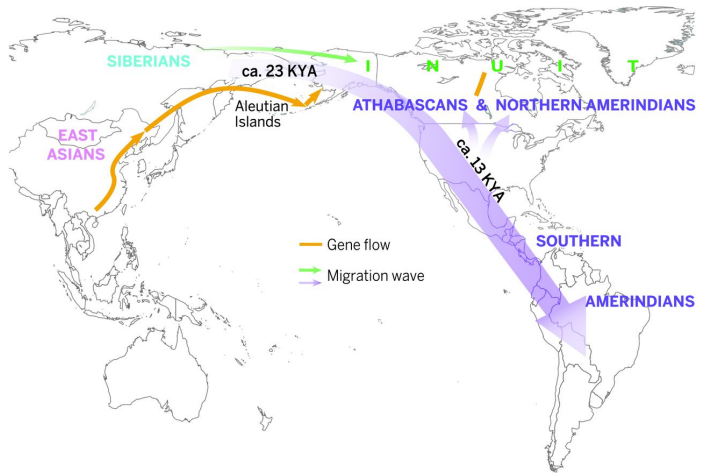 SIBERIANS
ca. 23 KYA
INUIT
Aleutian
Islands
ATHABASCANS & NORTHERN AMERINDIANS
EAST
ASIANS
ca. 13 KYA
Gene flow
Migration wave
SOUTHERN
AMERINDIANS